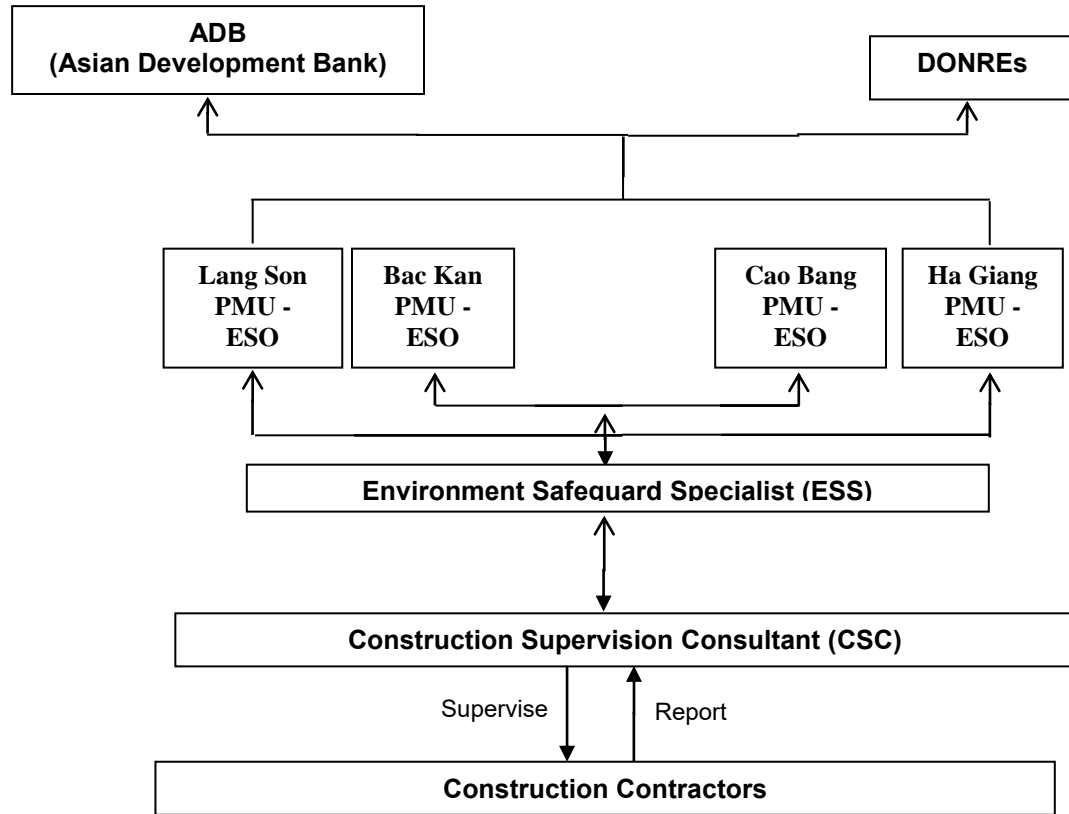 ADB
(Asian Development Bank)
DONREs
Lang Son
PMU -
ESO
Bac Kan
PMU -
ESO
Cao Bang
PMU -
ESO
Ha Giang
PMU -
ESO
Environment Safeguard Specialist (ESS)
Construction Supervision Consultant (CSC)
Supervise
Report
Construction Contractors